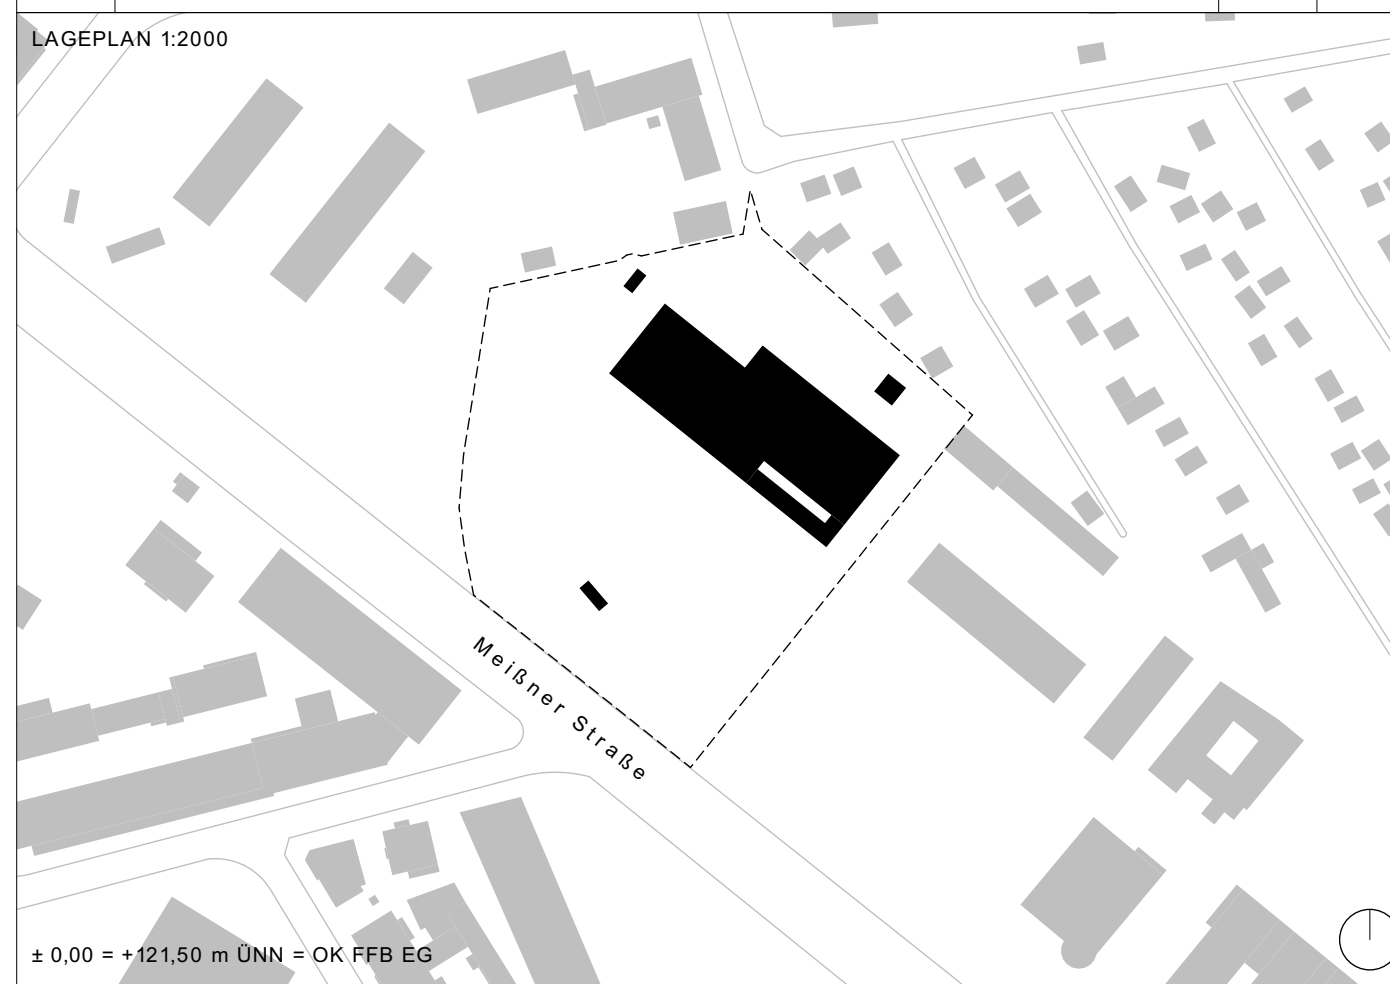 LAGEPLAN 1:2000
Meißner Straße
± 0,00 = +121,50 m ÜNN = OK FFB EG